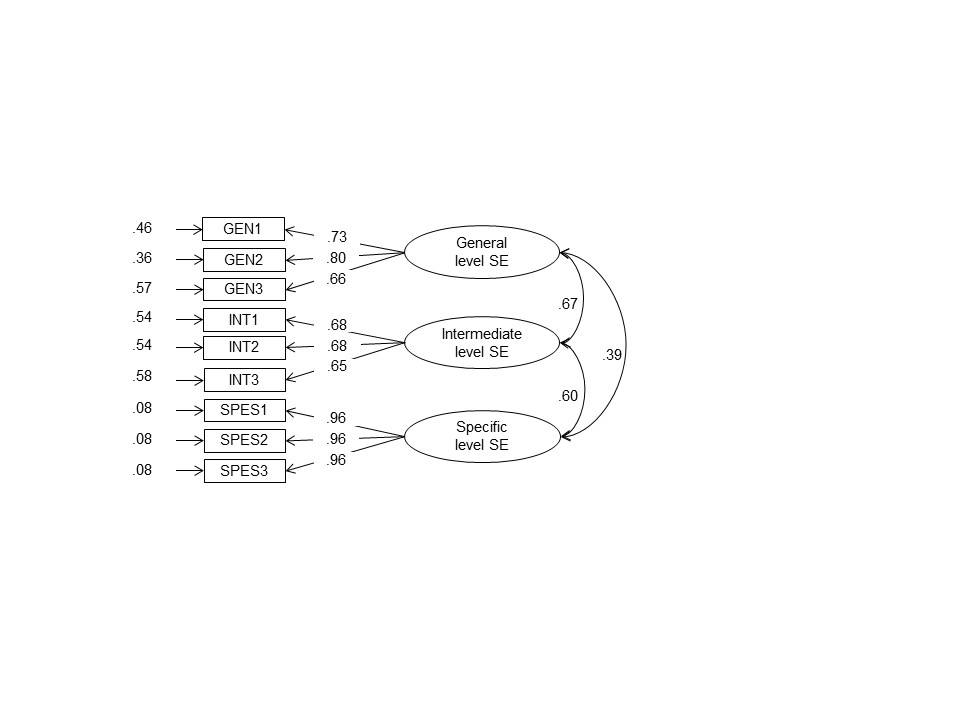 .46 GEN1 .73
.36 GEN2 .80
.57 GEN3 .66
General
level SE
.54 INT1 .68
.54 INT2 .68
.58 INT3 .65
Intermediate
level SE
.08 SPES1 .96
.08 SPES2 .96
.08 SPES3 .96
Specific
level SE
.67
.39
.60